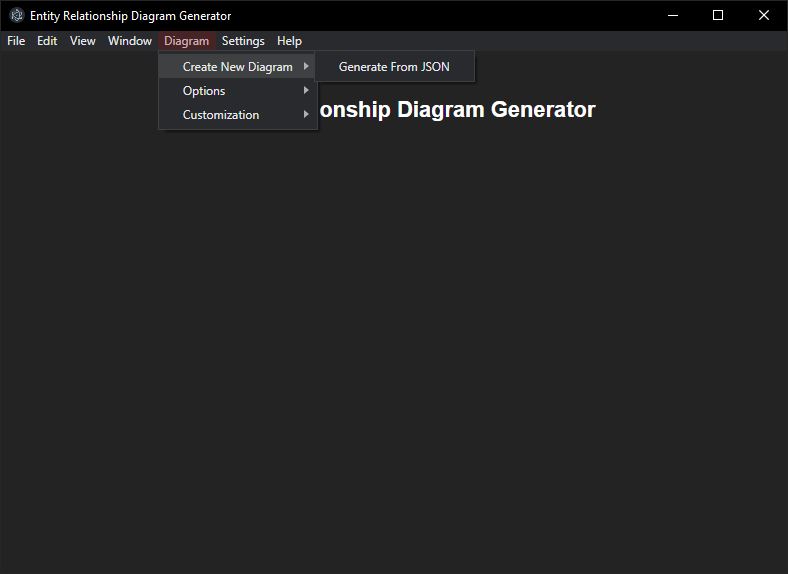 Entity Relationship Diagram Generator
File Edit View Window Diagram Settings Help
Create New Diagram Generate From JSON
Options
onship Diagram Generator
Customization